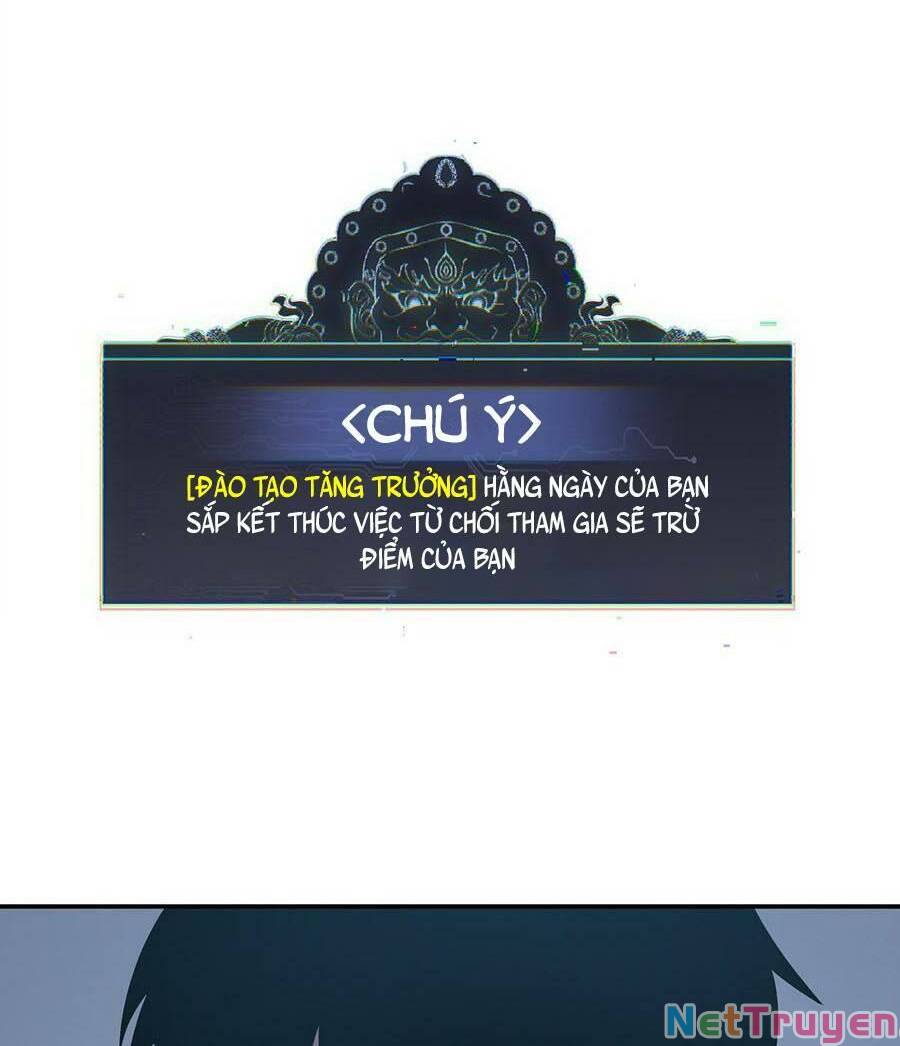 <CHÚ Ý>
[ĐÀO TẠO TĂNG TRƯỞNG] HẰNG NGÀY CỦA BẠN
SẮP KẾT THÚC VIỆC TỪ CHỐI THAM GIA SẼ TRỪ
ĐIỂM CỦA BẠN
NetTruyen